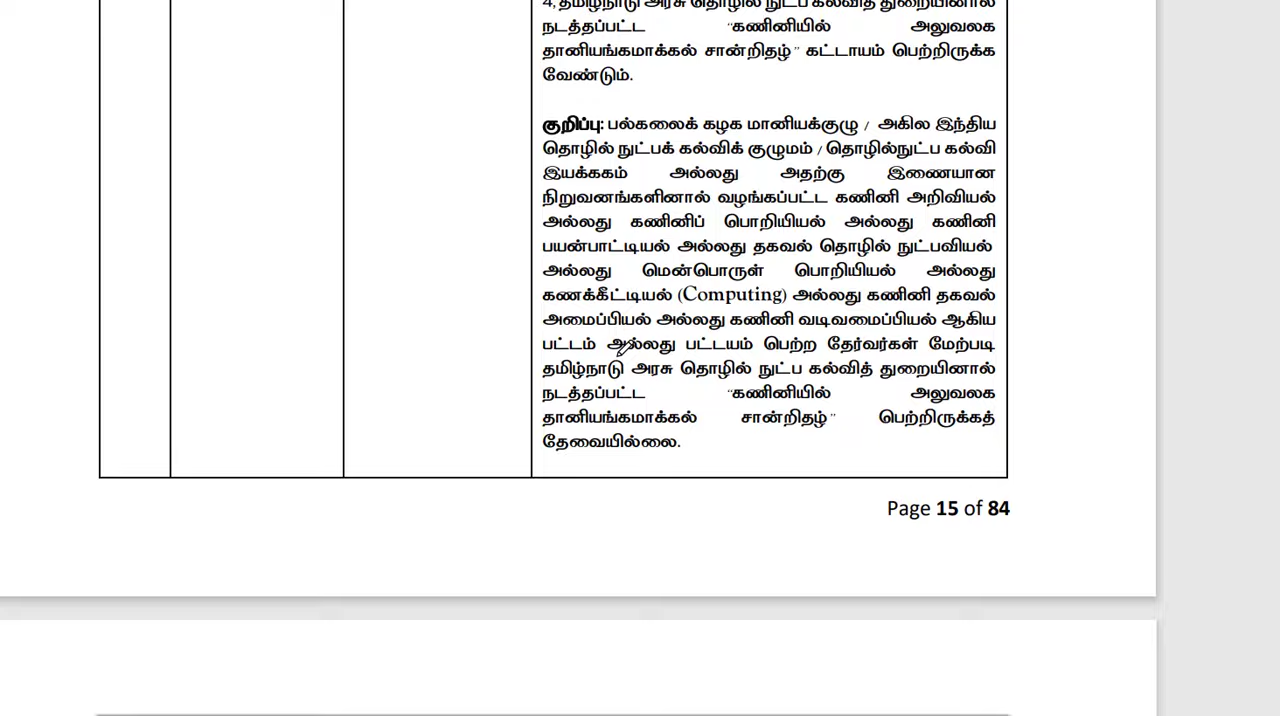 4, தமிழ்நாடு அரசு தொழில் நுட்ப கல்வித் துறையினால்
நடத்தப்பட்ட “கணினியில் அலுவலக
தானியங்கமாக்கல் சான்றிதழ்” கட்டாயம் பெற்றிருக்க
வேண்டும்.
குறிப்பு: பல்கலைக் கழக மானியக்குழு / அகில இந்திய
தொழில் நுட்பக் கல்விக் குழுமம் / தொழில்நுட்ப கல்வி
இயக்ககம் அல்லது அதற்கு இணையான
நிறுவனங்களினால் வழங்கப்பட்ட கணினி அறிவியல்
அல்லது கணினிப் பொறியியல் அல்லது கணினி
பயன்பாட்டியல் அல்லது தகவல் தொழில் நுட்பவியல்
அல்லது மென்பொருள் பொறியியல் அல்லது
கணக்கீட்டியல் (Computing) அல்லது கணினி தகவல்
அமைப்பியல் அல்லது கணினி வடிவமைப்பியல் ஆகிய
பட்டம் அல்லது பட்டயம் பெற்ற தேர்வர்கள் மேற்படி
தமிழ்நாடு அரசு தொழில் நுட்ப கல்வித் துறையினால்
நடத்தப்பட்ட “கணினியில் அலுவலக
தானியங்கமாக்கல் சான்றிதழ்” பெற்றிருக்கத்
தேவையில்லை.
Page 15 of 84